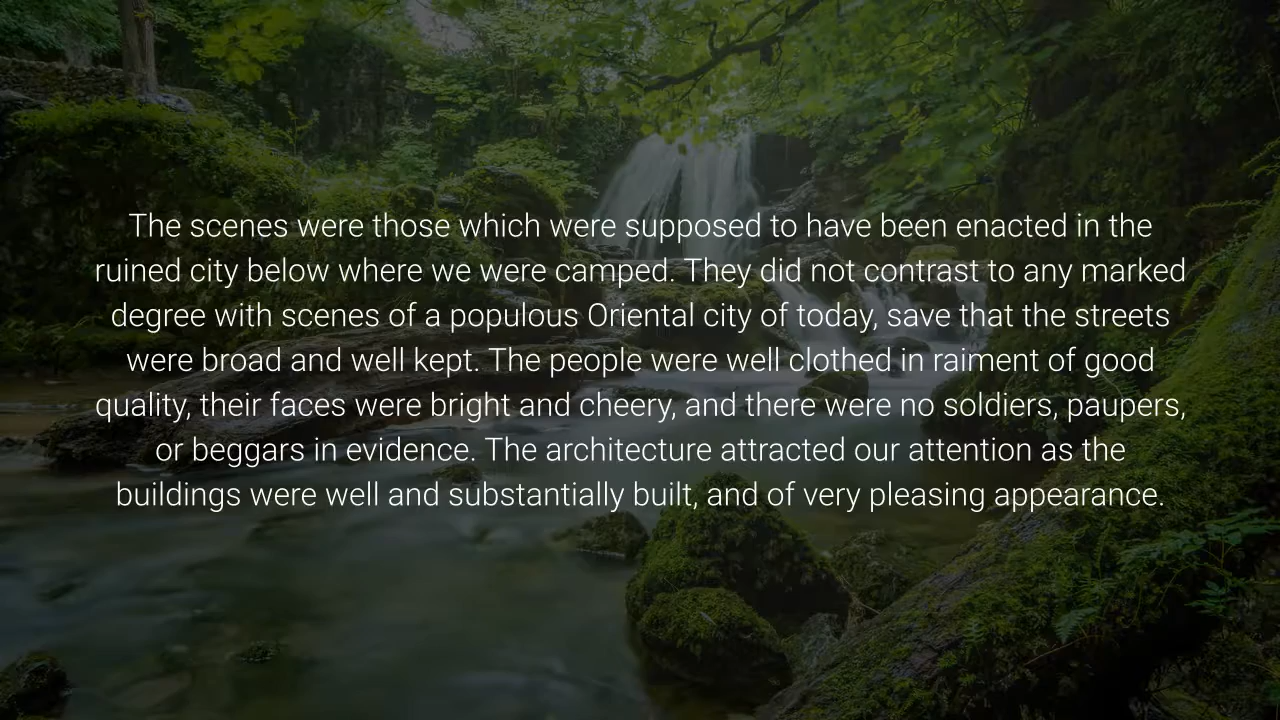 The scenes were those which were supposed to have been enacted in the
ruined city below where we were camped. They did not contrast to any marked
degree with scenes of a populous Oriental city of today, save that the streets
were broad and well kept. The people were well clothed in raiment of good
quality, their faces were bright and cheery, and there were no soldiers, paupers,
or beggars in evidence. The architecture attracted our attention as the
buildings were well and substantially built, and of very pleasing appearance.